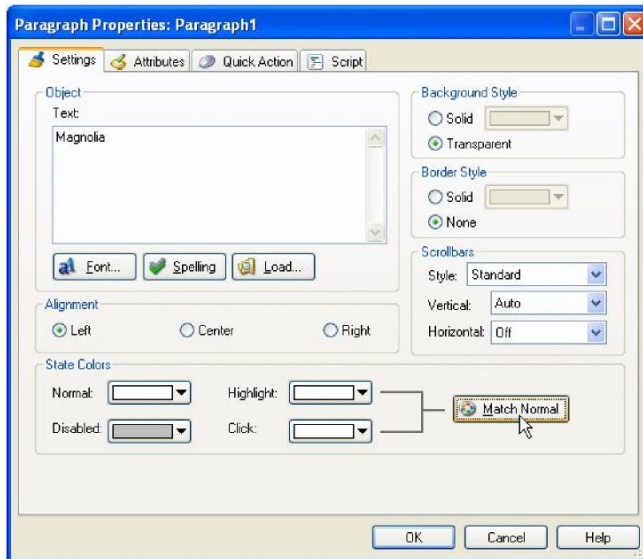 Paragraph Properties: Paragraph1
Settings Attributes Quick Action Script
Object
Text:
Magnolia
Font... Spelling Load...
Background Style
Solid
Transparent
Border Style
Solid
None
Scrollbars
Style: Standard
Vertical: Auto
Horizontal: Off
Alignment
Left Center Right
State Colors
Normal: Highlight:
Disabled: Click:
Match Normal
OK Cancel Help